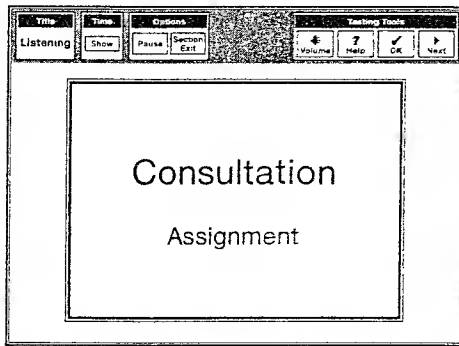 Title Time Options Testing Tools
Listening Show Pause Section Exit Volume ? Help OK Next
Consultation
Assignment